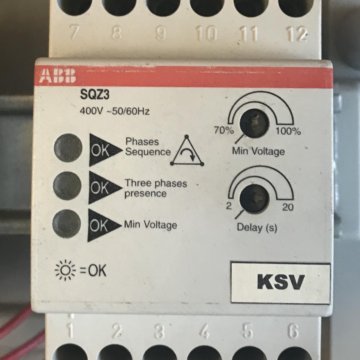 7 8 9 10 11 12
ABB
SQZ3
400V ~50/60Hz
70% 100%
Min Voltage
OK Phases
Sequence
OK Three phases
presence
OK Min Voltage
2 20
Delay (s)
=OK
KSV
1 2 3 4 5 6